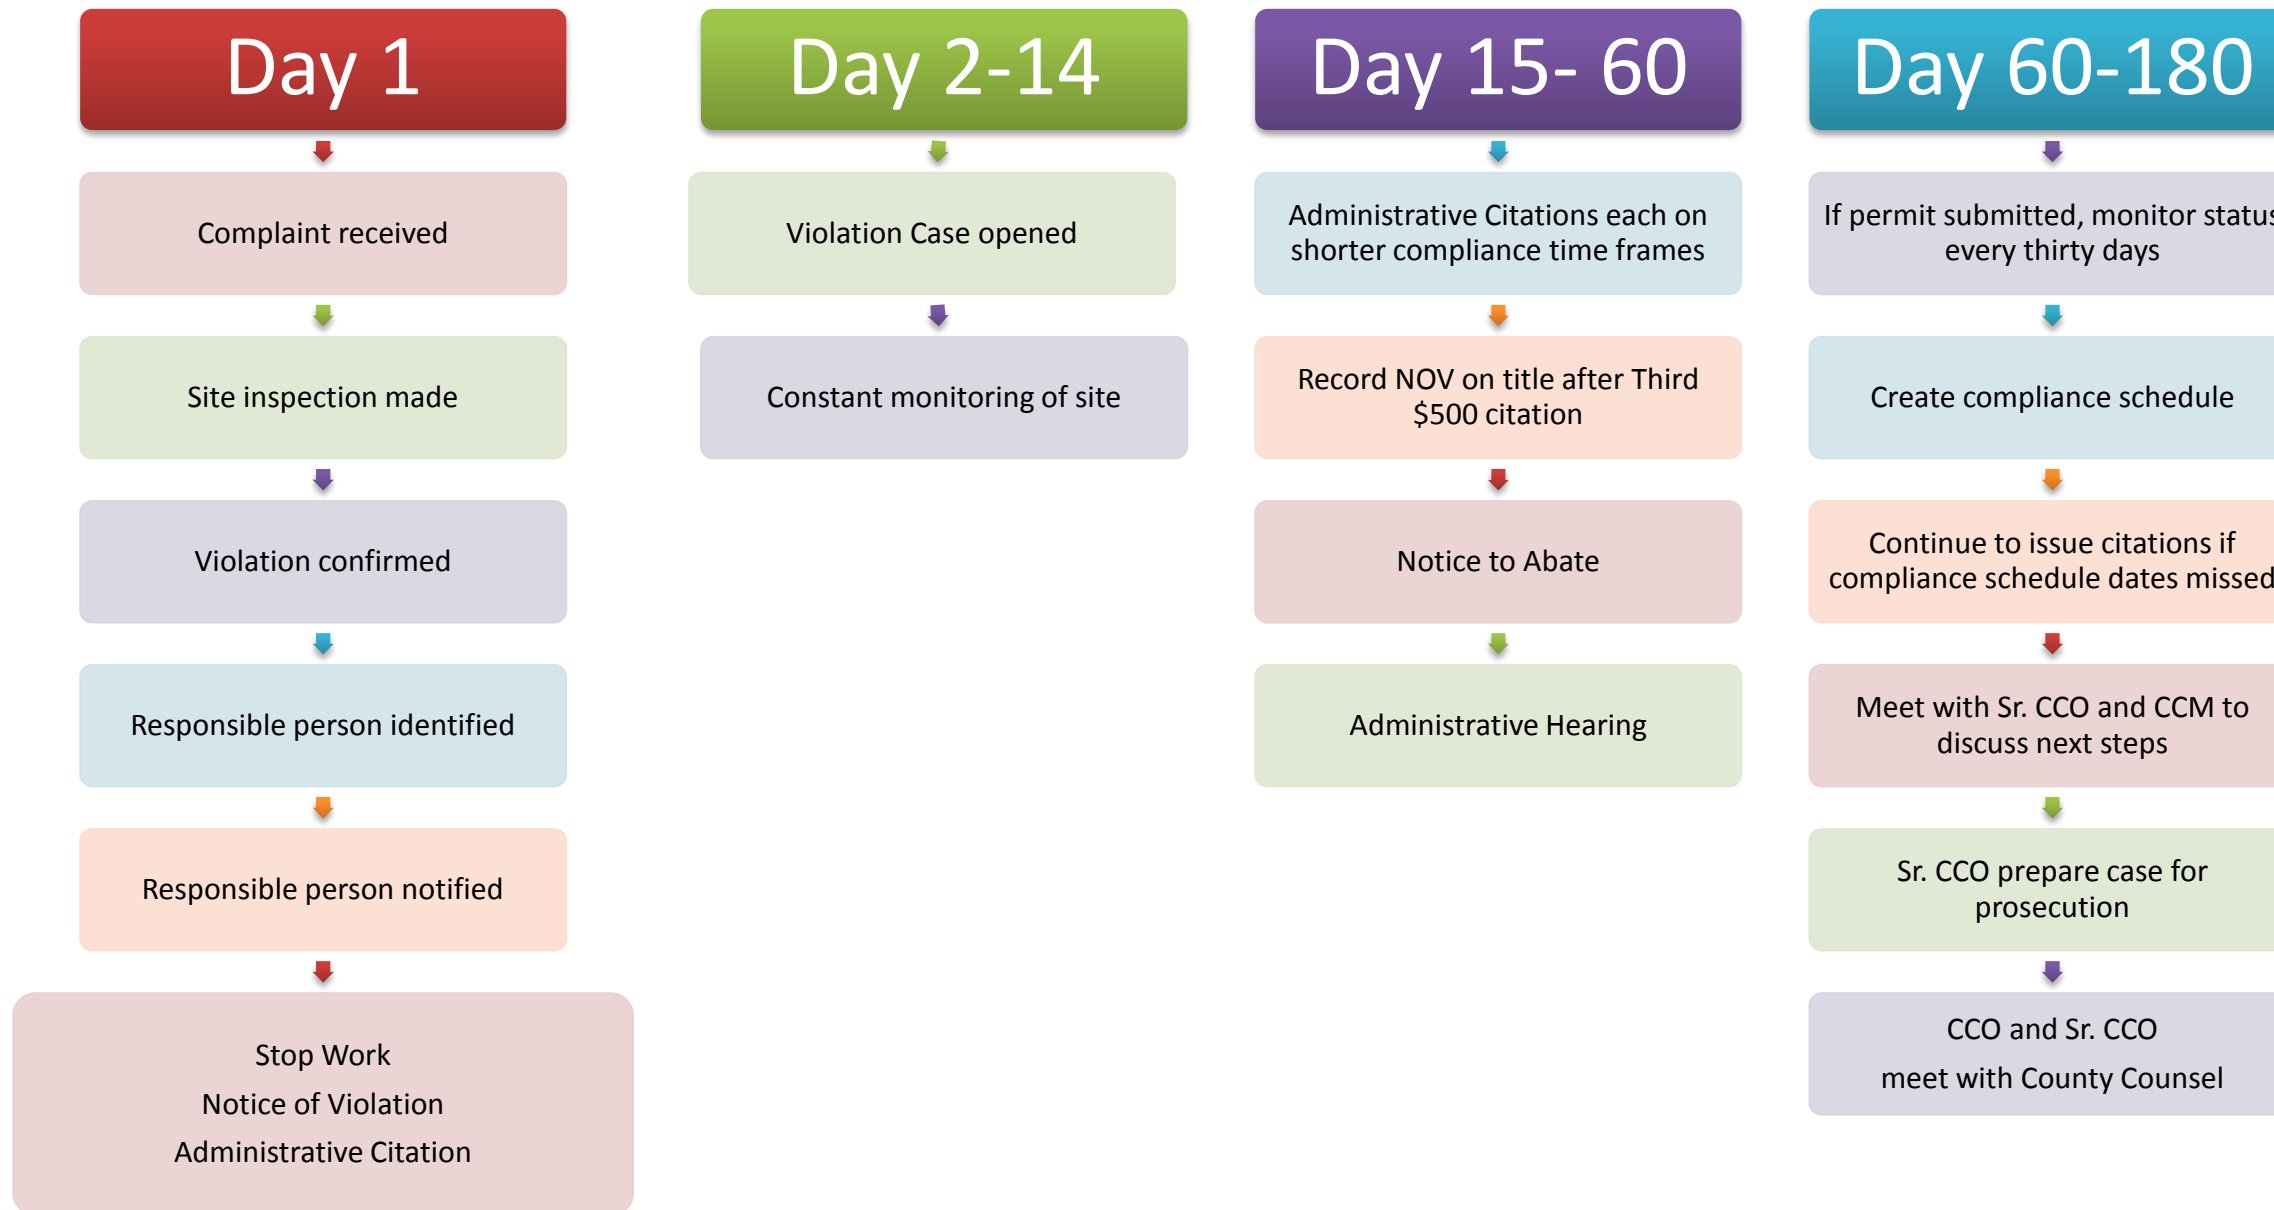 Day 1
Complaint received
Site inspection made
Violation confirmed
Responsible person identified
Responsible person notified
Stop Work
Notice of Violation
Administrative Citation
Day 2-14
Violation Case opened
Constant monitoring of site
Day 15- 60
Administrative Citations each on
shorter compliance time frames
Record NOV on title after Third
$500 citation
Notice to Abate
Administrative Hearing
Day 60-180
If permit submitted, monitor status
every thirty days
Create compliance schedule
Continue to issue citations if
compliance schedule dates missed
Meet with Sr. CCO and CCM to
discuss next steps
Sr. CCO prepare case for
prosecution
CCO and Sr. CCO
meet with County Counsel